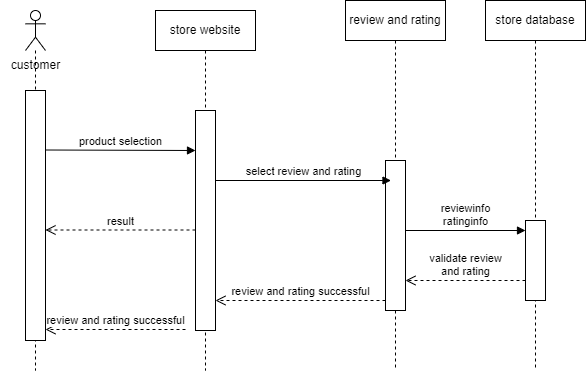 customer
store website
review and rating
store database
product selection
select review and rating
result
reviewinfo
ratinginfo
validate review
and rating
review and rating successful
review and rating successful